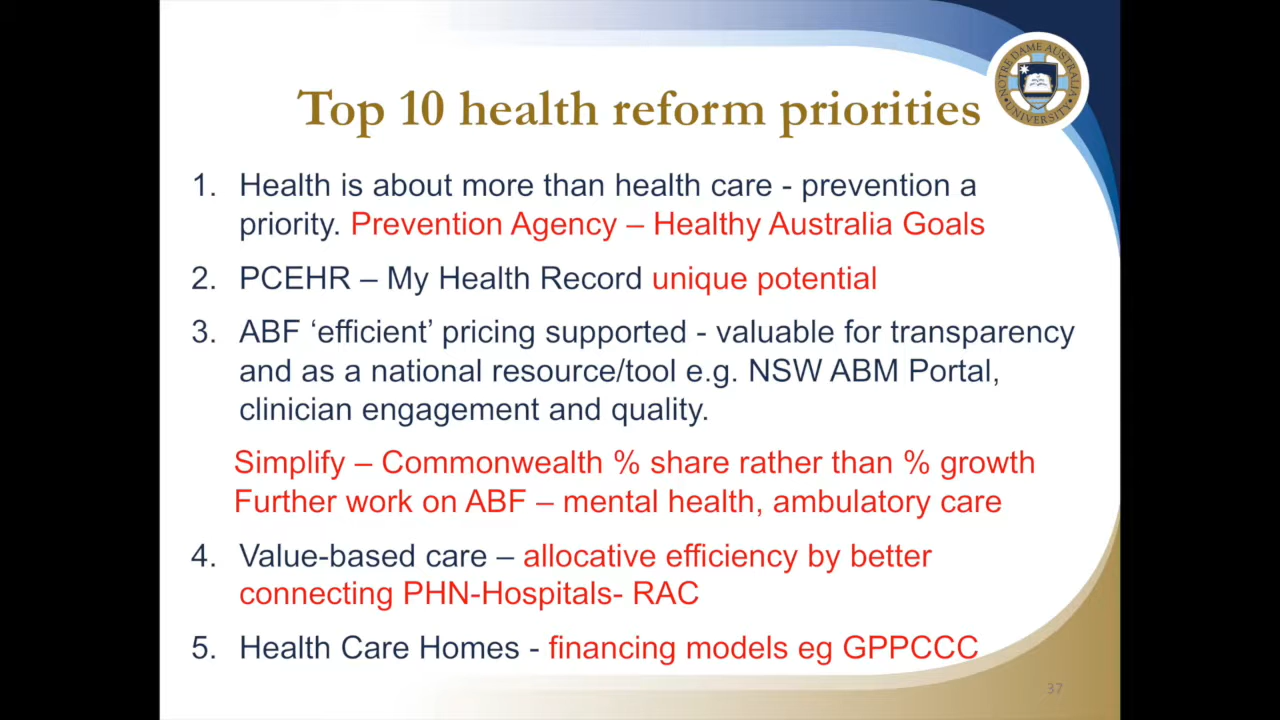 Top 10 health reform priorities
NOTRE DAME AUSTRALIA
UNIVERSITY
1. Health is about more than health care - prevention a
priority. Prevention Agency – Healthy Australia Goals
2. PCEHR – My Health Record unique potential
3. ABF ‘efficient’ pricing supported - valuable for transparency
and as a national resource/tool e.g. NSW ABM Portal,
clinician engagement and quality.
Simplify – Commonwealth % share rather than % growth
Further work on ABF – mental health, ambulatory care
4. Value-based care – allocative efficiency by better
connecting PHN-Hospitals- RAC
5. Health Care Homes - financing models eg GPPCCC
37